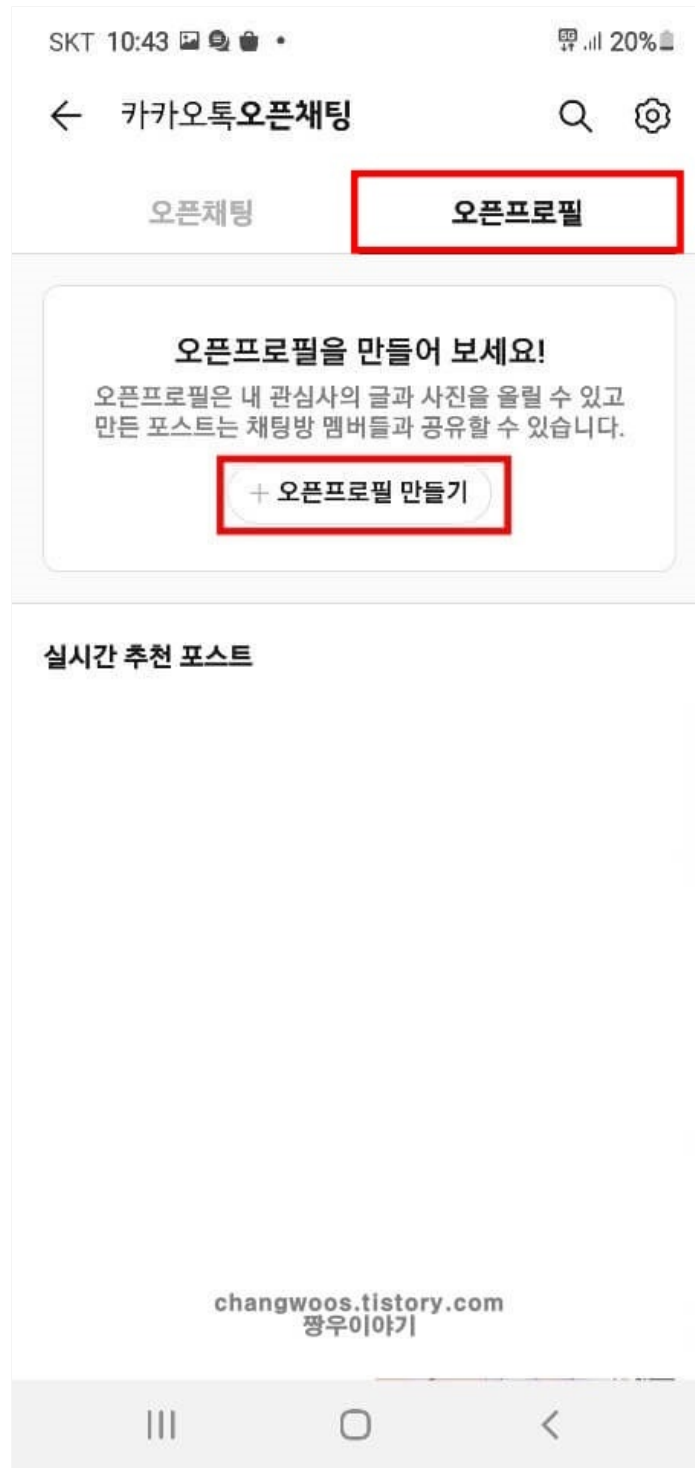 SKT 10:43
5G 20%
카카오톡오픈채팅
오픈채팅
오픈프로필
오픈프로필을 만들어 보세요!
오픈프로필은 내 관심사의 글과 사진을 올릴 수 있고
만든 포스트는 채팅방 멤버들과 공유할 수 있습니다.
+ 오픈프로필 만들기
실시간 추천 포스트
changwoos.tistory.com
짱우이야기